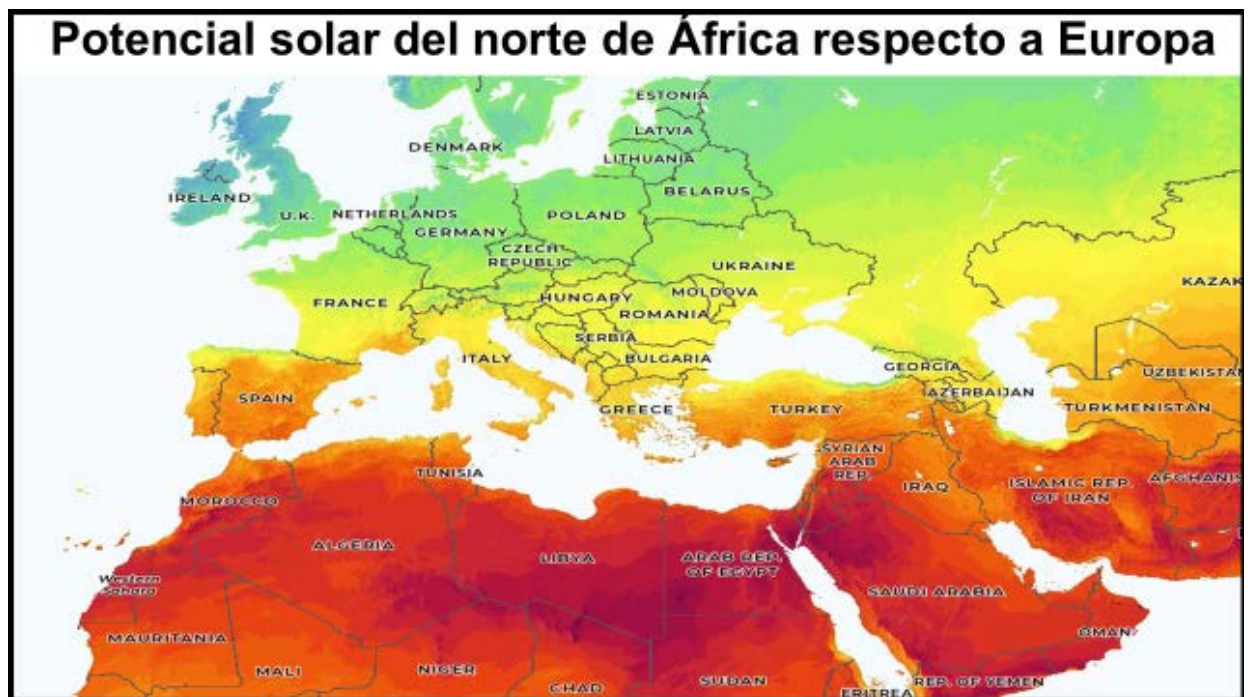 Potencial solar del norte de África respecto a Europa
ESTONIA
LATVIA
DENMARK
LITHUANIA
BELARUS
IRELAND
U.K.
NETHERLANDS
POLAND
GERMANY
CZECH
REPUBLIC
UKRAINE
KAZAK
FRANCE
HUNGARY
MOLDOVA
ROMANIA
SERBIA
ITALY
BULGARIA
GEORGIA
UZBEKISTAN
SPAIN
AZERBAIJAN
GREECE
TURKEY
TURKMENISTAN
TUNISIA
SYRIAN
ARAB
REP.
IRAQ
ISLAMIC REP.
OF IRAN
AFGHANIS
MOROCCO
ALGERIA
LIBYA
ARAB REP.
OF EGYPT
Western
Sahara
SAUDI ARABIA
MAURITANIA
OMAN
MALI
NIGER
CHAD
SUDAN
REP. OF YEMEN
ERITREA